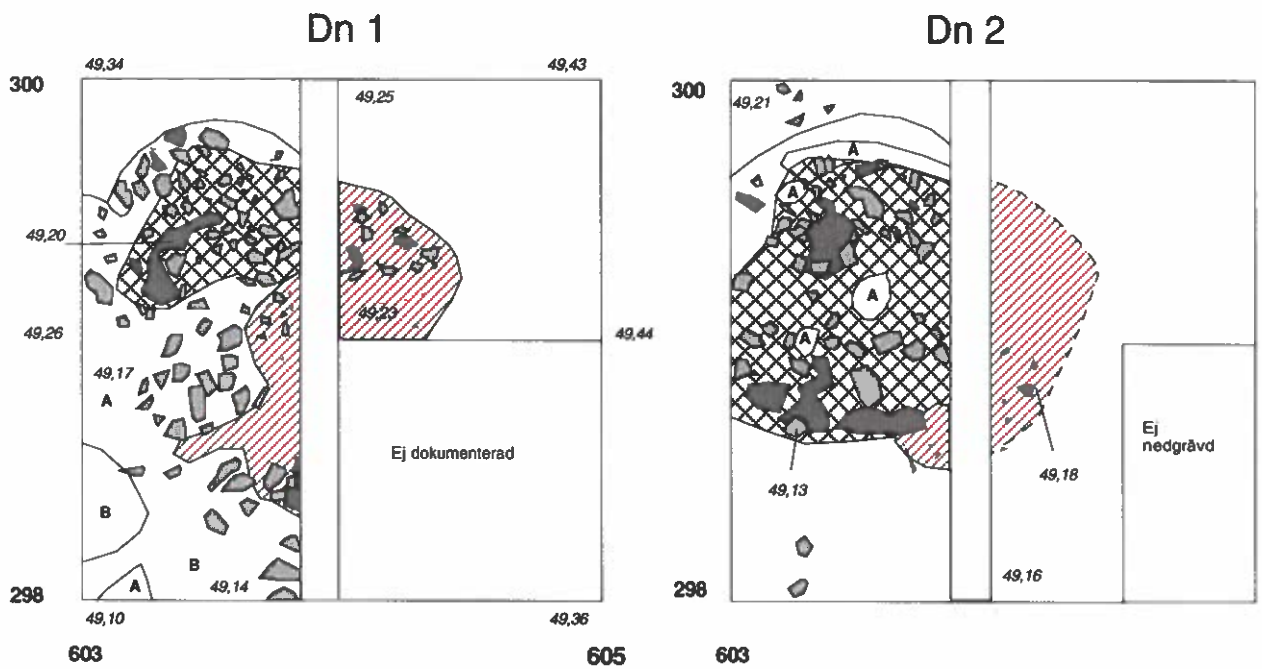 Dn 1
Dn 2
49,34
49,43
300
49,25
49,20
49,26
49,23
49,44
49,17
A
Ej dokumenterad
B
B
A
49,14
298
49,10
49,36
603
605
300
49,21
A
A
A
A
Ej
nedgrävd
49,13
49,18
49,16
298
603